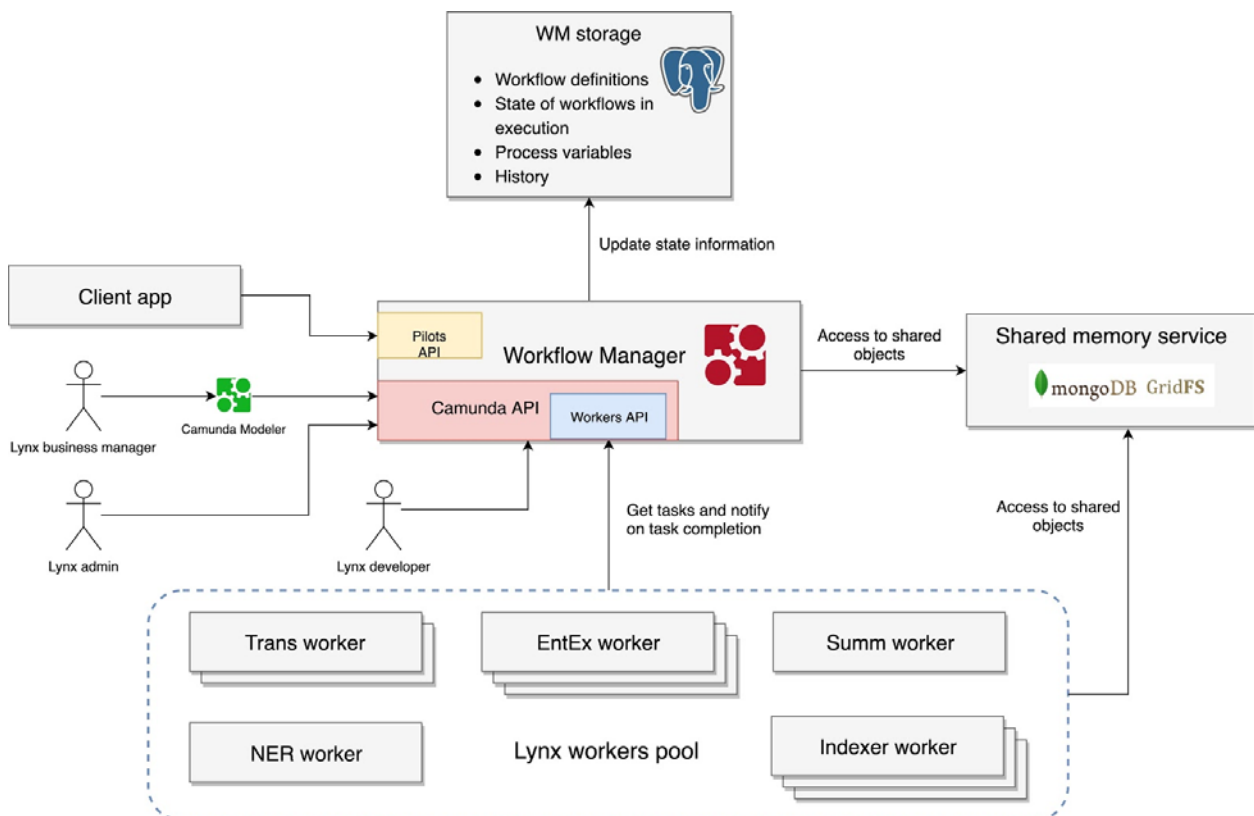 WM storage
• Workflow definitions
• State of workflows in
execution
• Process variables
• History
Update state information
Client app
Pilots
API
Workflow Manager
Access to shared
objects
Shared memory service
mongoDB GridFS
Camunda API
Workers API
Camunda Modeler
Lynx business manager
Lynx admin
Lynx developer
Get tasks and notify
on task completion
Access to shared
objects
Trans worker
EntEx worker
Summ worker
NER worker
Lynx workers pool
Indexer worker